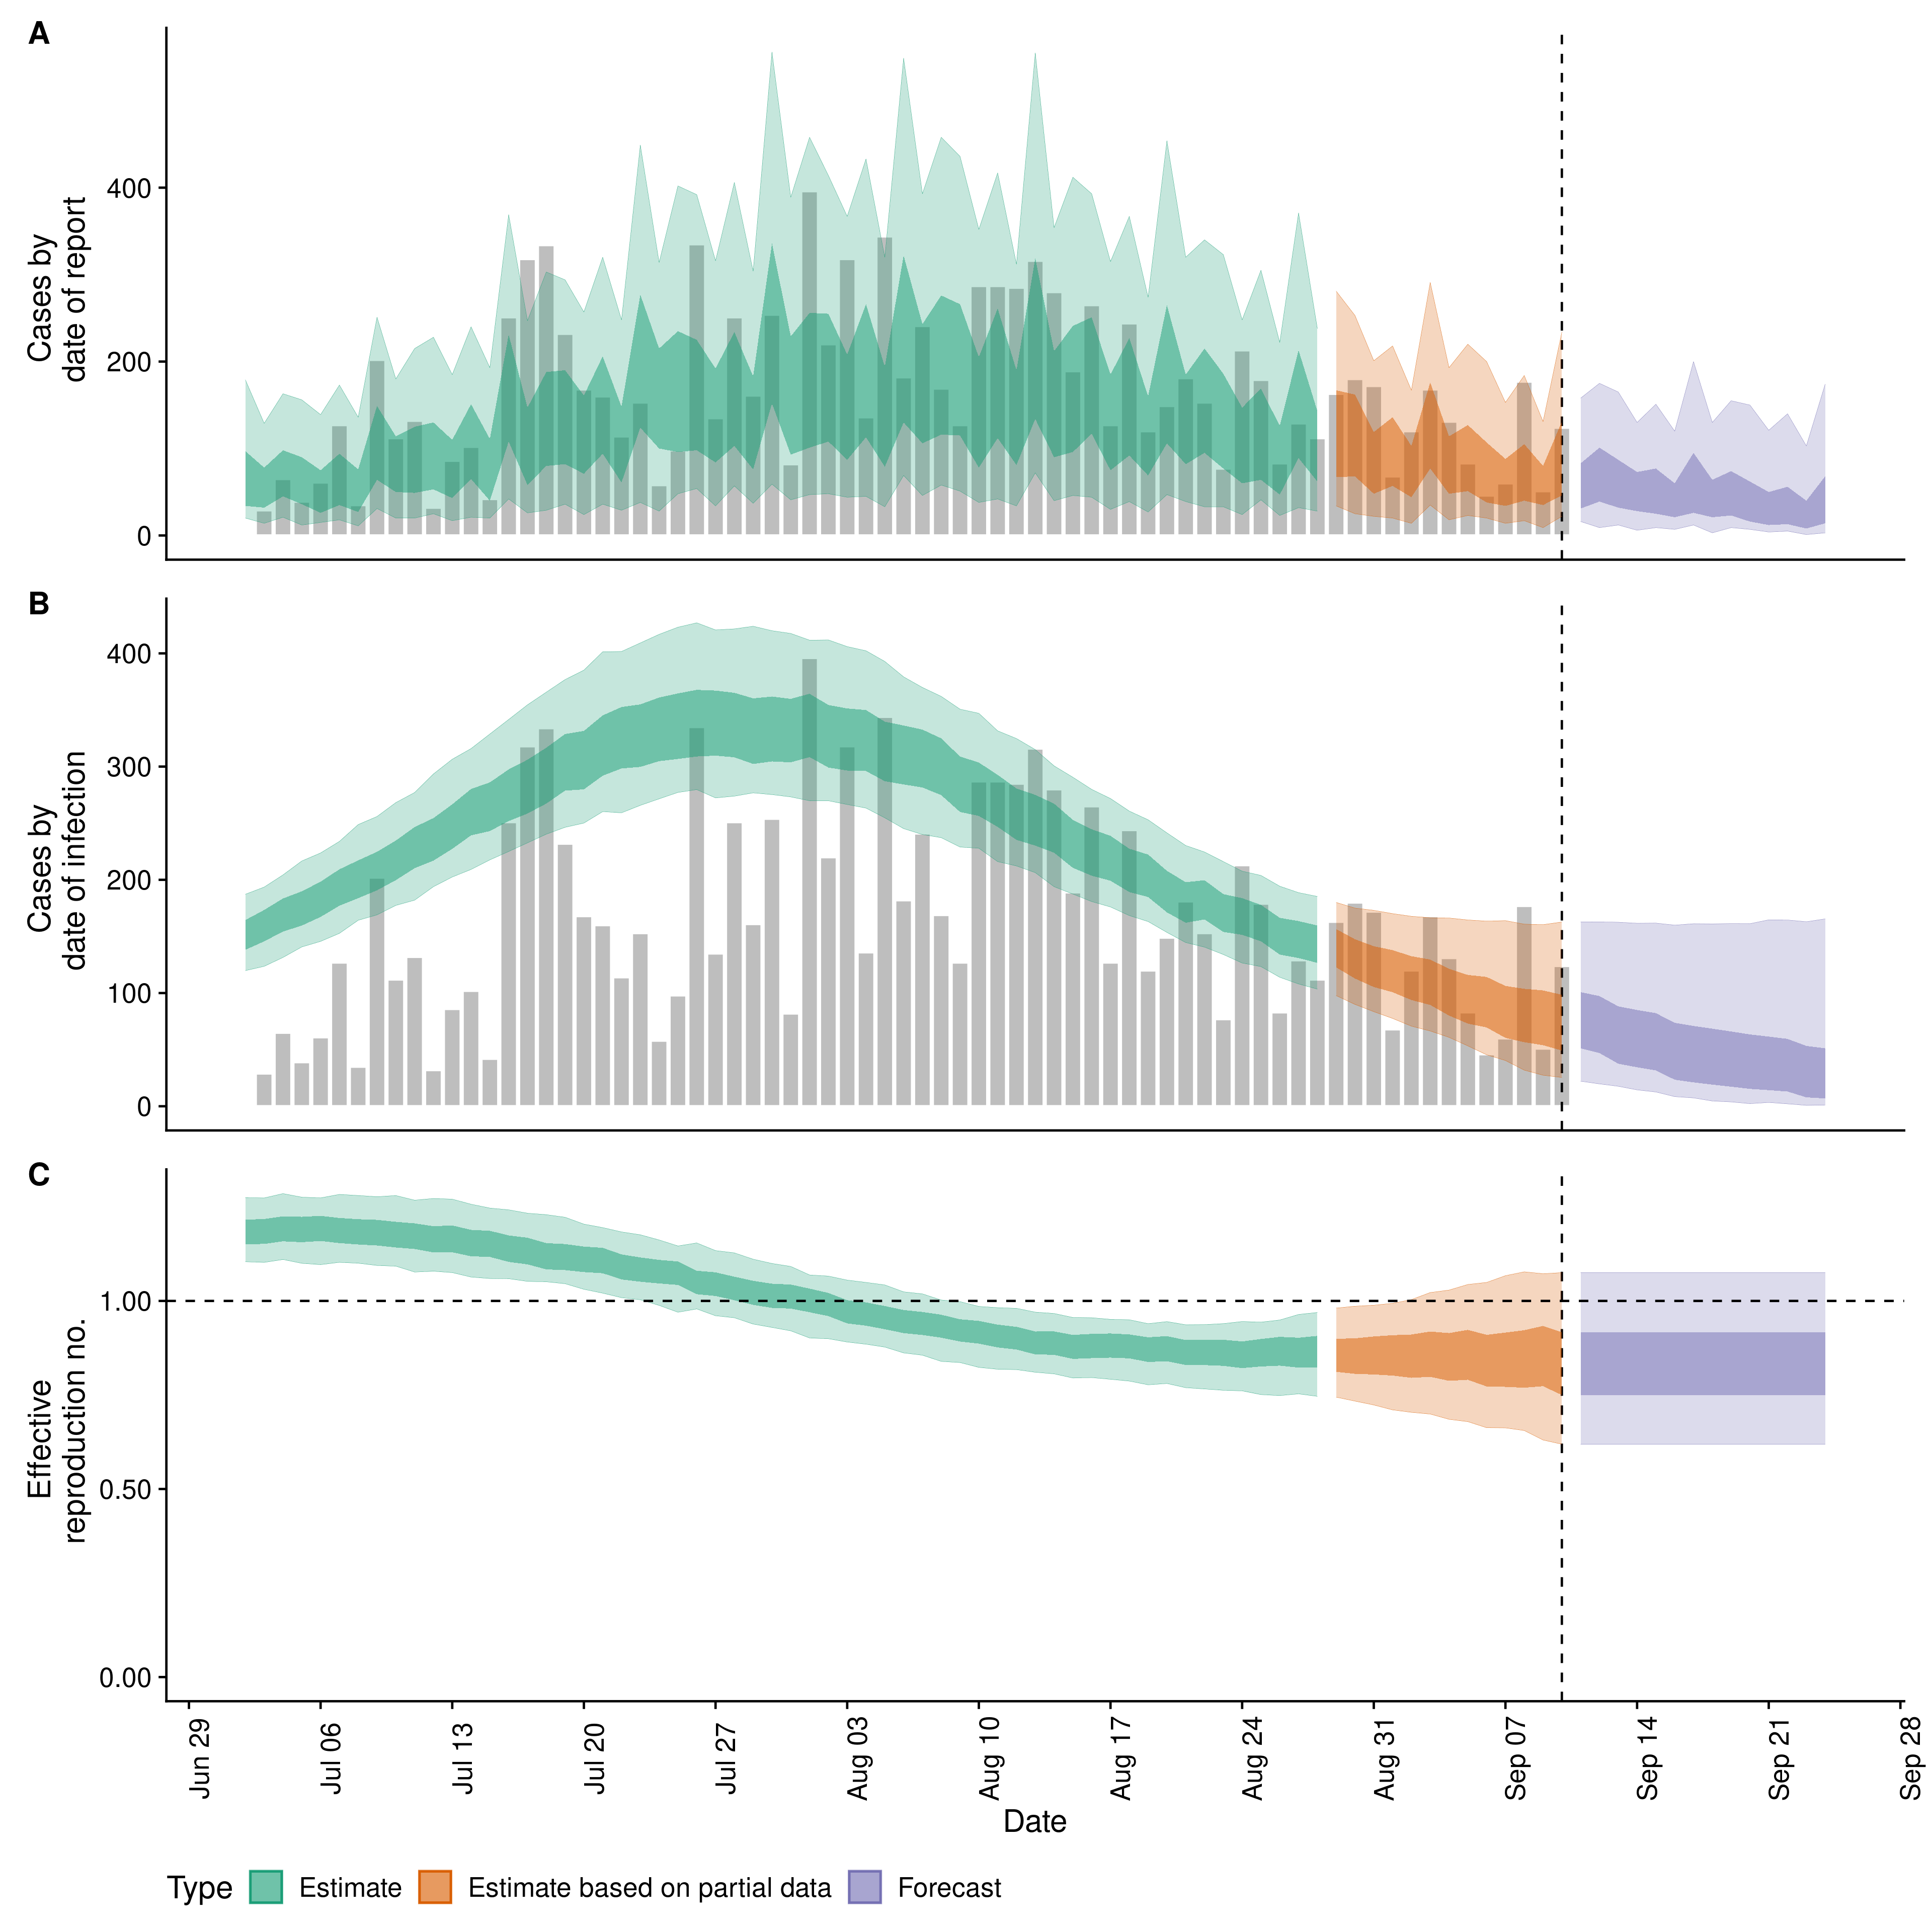 A
Cases by
date of report
400
200
0
B
Cases by
date of infection
400
300
200
100
0
C
Effective
reproduction no.
1.00
0.50
0.00
Jun 29
Jul 06
Jul 13
Jul 20
Jul 27
Aug 03
Aug 10
Aug 17
Aug 24
Aug 31
Sep 07
Sep 14
Sep 21
Sep 28
Date
Type Estimate Estimate based on partial data Forecast